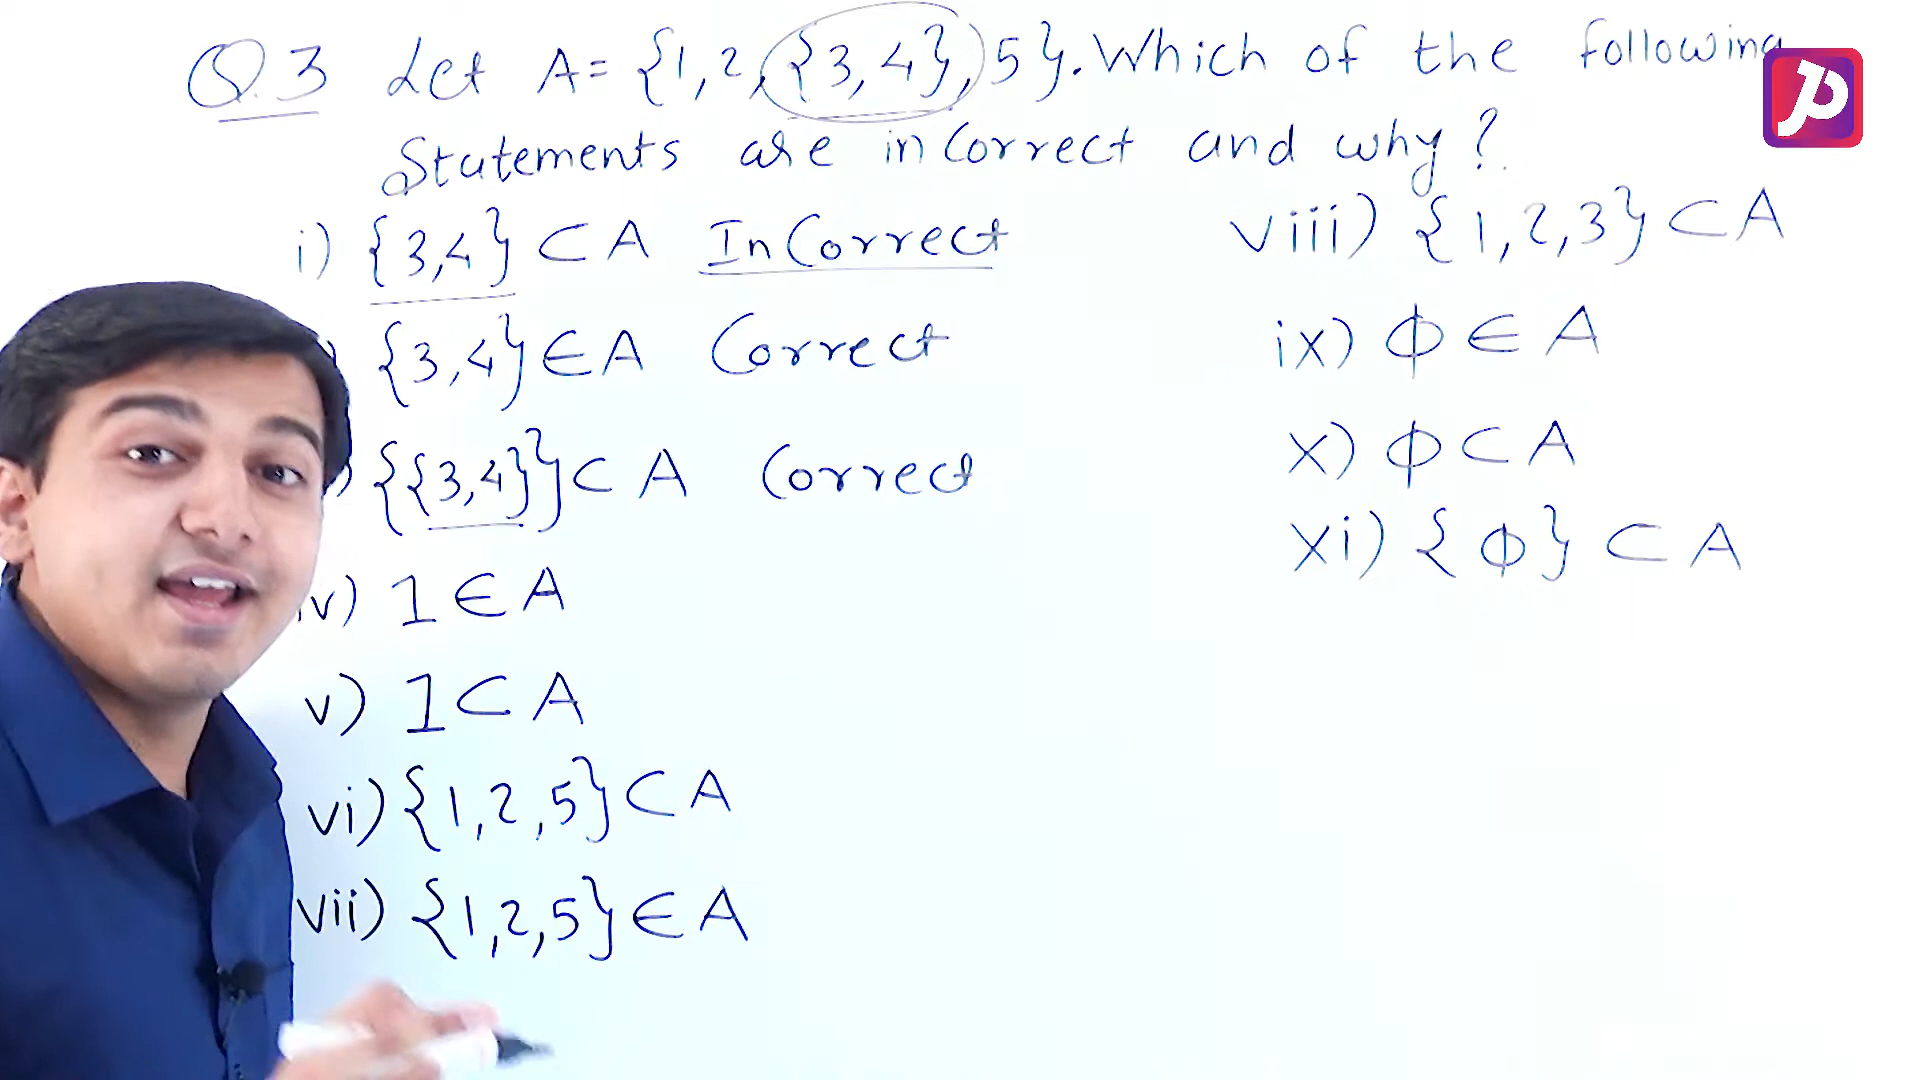 Q.3 Let A= {1,2,{3,4},5}. Which of the following
Statements are inCorrect and why?
i) {3,4} ⊂ A InCorrect
) {3,4} ∈ A Correct
) {{3,4}} ⊂ A Correct
iv) 1 ∈ A
v) 1 ⊂ A
vi) {1,2,5} ⊂ A
vii) {1,2,5} ∈ A
viii) {1,2,3} ⊂ A
ix) Φ ∈ A
x) Φ ⊂ A
xi) {Φ} ⊂ A